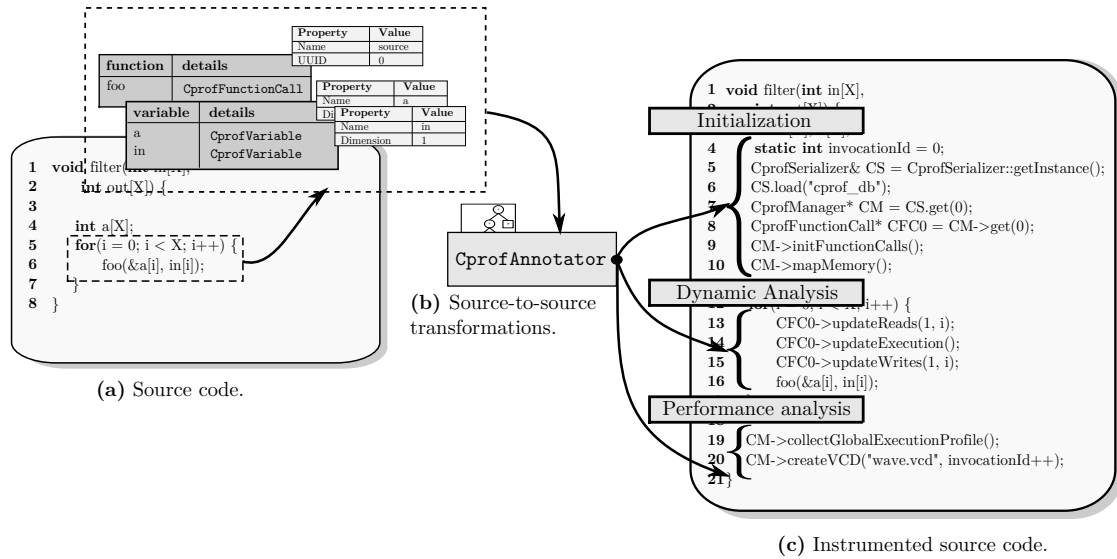 Property Value
Name source
UUID 0
function details
foo CprofFunctionCall
Property Value
Name a
Di
variable details
a CprofVariable
in CprofVariable
Property Value
Name in
Dimension 1
1 void filter(int in[X],
2 int out[X]) {
3
4 int a[X];
5 for(i = 0; i < X; i++) {
6 foo(&a[i], in[i]);
7 }
8 }
(a) Source code.
CprofAnnotator
(b) Source-to-source
transformations.
1 void filter(int in[X],
Initialization
4 static int invocationId = 0;
5 CprofSerializer& CS = CprofSerializer::getInstance();
6 CS.load("cprof_db");
7 CprofManager* CM = CS.get(0);
8 CprofFunctionCall* CFC0 = CM->get(0);
9 CM->initFunctionCalls();
10 CM->mapMemory();
Dynamic Analysis
13 CFC0->updateReads(1, i);
14 CFC0->updateExecution();
15 CFC0->updateWrites(1, i);
16 foo(&a[i], in[i]);
Performance analysis
19 CM->collectGlobalExecutionProfile();
20 CM->createVCD("wave.vcd", invocationId++);
21 }
(c) Instrumented source code.